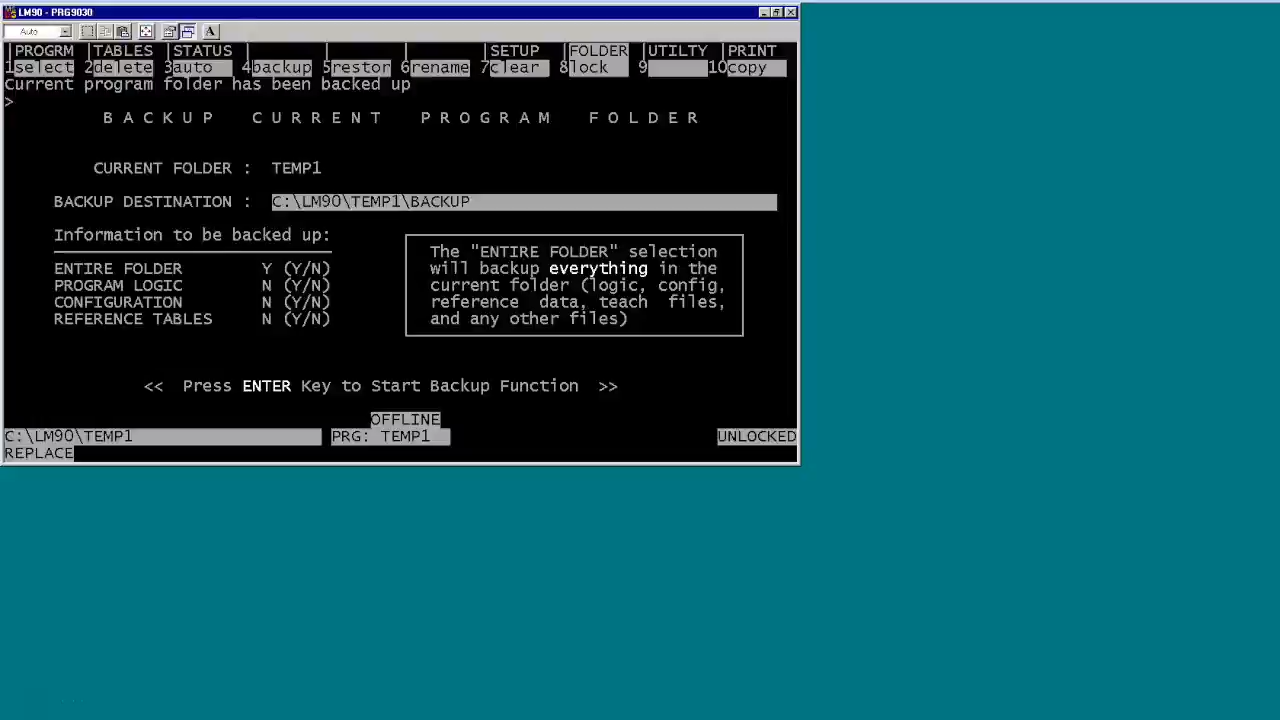 LM90 - PRG9030
Auto A
|PROGRM |TABLES |STATUS | | | |SETUP |FOLDER |UTILTY |PRINT
1select 2delete 3auto 4backup 5restor 6rename 7clear 8lock 9 10copy
Current program folder has been backed up
>
B A C K U P C U R R E N T P R O G R A M F O L D E R
CURRENT FOLDER : TEMP1
BACKUP DESTINATION : C:\LM90\TEMP1\BACKUP
Information to be backed up:
ENTIRE FOLDER Y (Y/N)
PROGRAM LOGIC N (Y/N)
CONFIGURATION N (Y/N)
REFERENCE TABLES N (Y/N)
The "ENTIRE FOLDER" selection
will backup everything in the
current folder (logic, config,
reference data, teach files,
and any other files)
<< Press ENTER Key to Start Backup Function >>
OFFLINE
C:\LM90\TEMP1 PRG: TEMP1 UNLOCKED
REPLACE